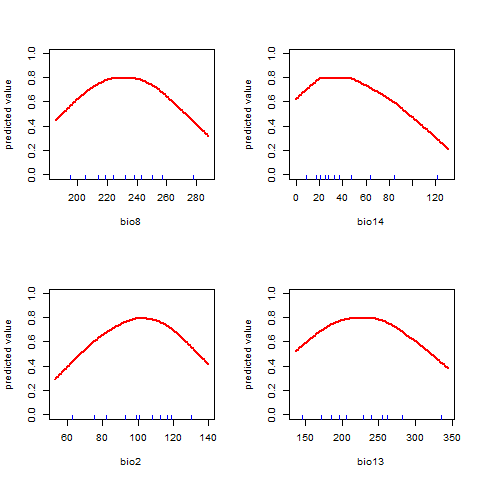 predicted value
0.0 0.2 0.4 0.6 0.8 1.0
200 220 240 260 280
bio8
predicted value
0.0 0.2 0.4 0.6 0.8 1.0
0 20 40 60 80 120
bio14
predicted value
0.0 0.2 0.4 0.6 0.8 1.0
60 80 100 120 140
bio2
predicted value
0.0 0.2 0.4 0.6 0.8 1.0
150 200 250 300 350
bio13